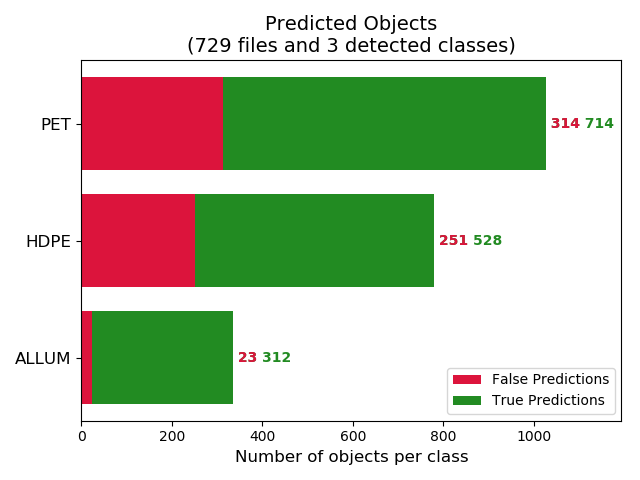 Predicted Objects
(729 files and 3 detected classes)
PET
314 714
HDPE
251 528
ALLUM
23 312
False Predictions
True Predictions
0 200 400 600 800 1000
Number of objects per class